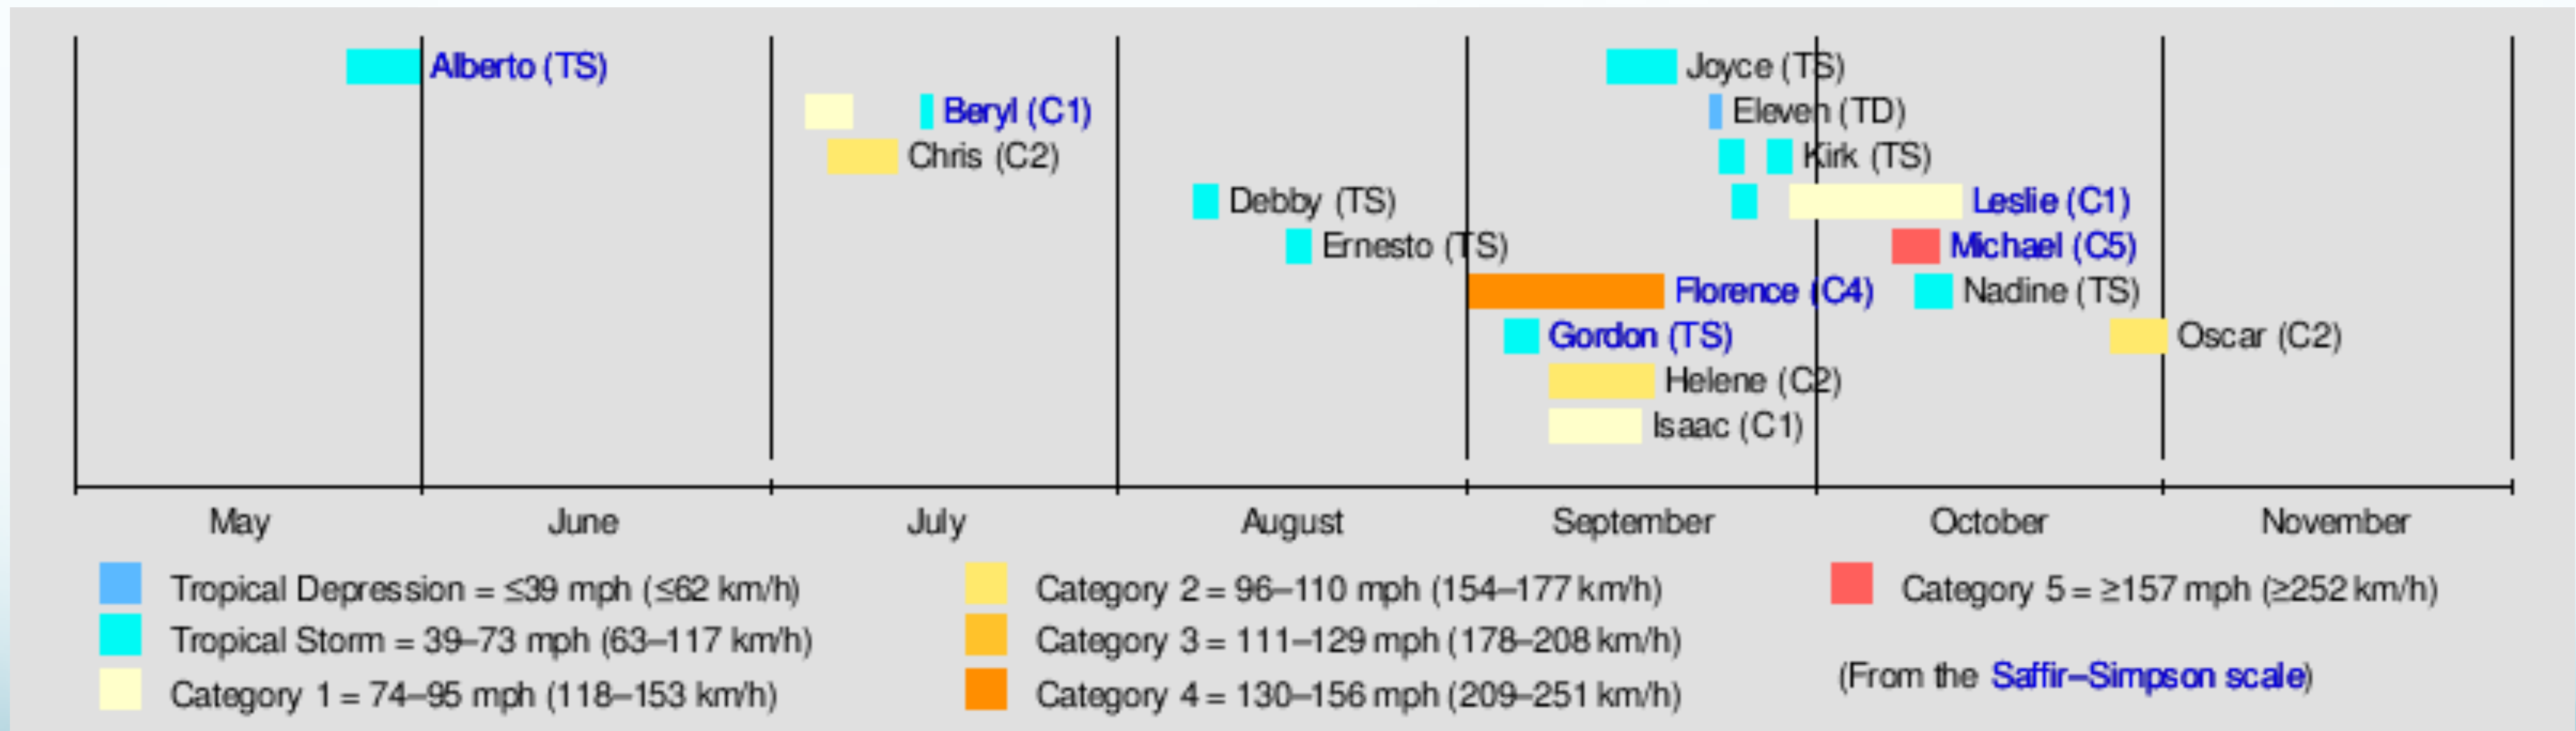 Alberto (TS)
Joyce (TS)
Beryl (C1)
Eleven (TD)
Chris (C2)
Kirk (TS)
Debby (TS)
Leslie (C1)
Ernesto (TS)
Michael (C5)
Florence (C4)
Nadine (TS)
Gordon (TS)
Oscar (C2)
Helene (C2)
Isaac (C1)
May
June
July
August
September
October
November
Tropical Depression = ≤39 mph (≤62 km/h)
Tropical Storm = 39–73 mph (63–117 km/h)
Category 1 = 74–95 mph (118–153 km/h)
Category 2 = 96–110 mph (154–177 km/h)
Category 3 = 111–129 mph (178–208 km/h)
Category 4 = 130–156 mph (209–251 km/h)
Category 5 = ≥157 mph (≥252 km/h)
(From the Saffir–Simpson scale)